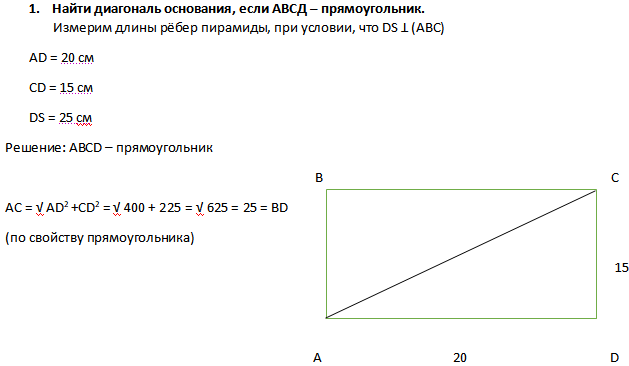 1. Найти диагональ основания, если АВСД – прямоугольник.
Измерим длины рёбер пирамиды, при условии, что DS ⊥ (ABC)
AD = 20 см
CD = 15 см
DS = 25 см
Решение: ABCD – прямоугольник
B C
AC = √ AD² +CD² = √ 400 + 225 = √ 625 = 25 = BD
(по свойству прямоугольника)
15
A 20 D